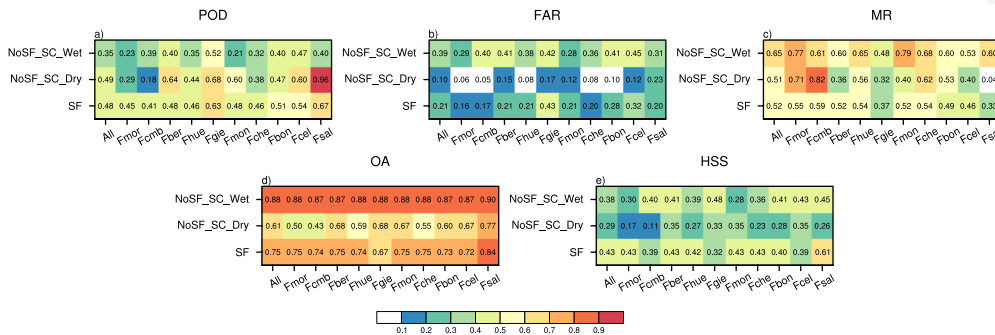 POD
FAR
MR
a)
b)
c)
NoSF_SC_Wet 0.35 0.23 0.39 0.40 0.35 0.52 0.21 0.32 0.40 0.47 0.40
NoSF_SC_Dry 0.49 0.29 0.18 0.64 0.44 0.68 0.60 0.38 0.47 0.60 0.96
SF 0.48 0.45 0.41 0.48 0.46 0.63 0.48 0.46 0.51 0.54 0.67
All Fmor Fcmb Fber Fhue Fgie Fmon Fche Fbon Fcel Fsal
NoSF_SC_Wet 0.39 0.29 0.40 0.41 0.38 0.42 0.28 0.36 0.41 0.45 0.31
NoSF_SC_Dry 0.10 0.06 0.05 0.15 0.08 0.17 0.12 0.08 0.10 0.12 0.23
SF 0.21 0.16 0.17 0.21 0.21 0.43 0.21 0.20 0.28 0.32 0.20
All Fmor Fcmb Fber Fhue Fgie Fmon Fche Fbon Fcel Fsal
NoSF_SC_Wet 0.65 0.77 0.61 0.60 0.65 0.48 0.79 0.68 0.60 0.53 0.60
NoSF_SC_Dry 0.51 0.71 0.82 0.36 0.56 0.32 0.40 0.62 0.53 0.40 0.04
SF 0.52 0.55 0.59 0.52 0.54 0.37 0.52 0.54 0.49 0.46 0.33
All Fmor Fcmb Fber Fhue Fgie Fmon Fche Fbon Fcel Fsal
OA
HSS
d)
e)
NoSF_SC_Wet 0.88 0.88 0.87 0.87 0.88 0.88 0.88 0.88 0.87 0.87 0.90
NoSF_SC_Dry 0.61 0.50 0.43 0.68 0.59 0.68 0.67 0.55 0.60 0.67 0.77
SF 0.75 0.75 0.74 0.75 0.74 0.67 0.75 0.75 0.73 0.72 0.84
All Fmor Fcmb Fber Fhue Fgie Fmon Fche Fbon Fcel Fsal
NoSF_SC_Wet 0.38 0.30 0.40 0.41 0.39 0.48 0.28 0.36 0.41 0.43 0.45
NoSF_SC_Dry 0.29 0.17 0.11 0.35 0.27 0.33 0.35 0.23 0.28 0.35 0.26
SF 0.43 0.43 0.39 0.43 0.42 0.32 0.43 0.43 0.40 0.39 0.61
All Fmor Fcmb Fber Fhue Fgie Fmon Fche Fbon Fcel Fsal
0.1 0.2 0.3 0.4 0.5 0.6 0.7 0.8 0.9